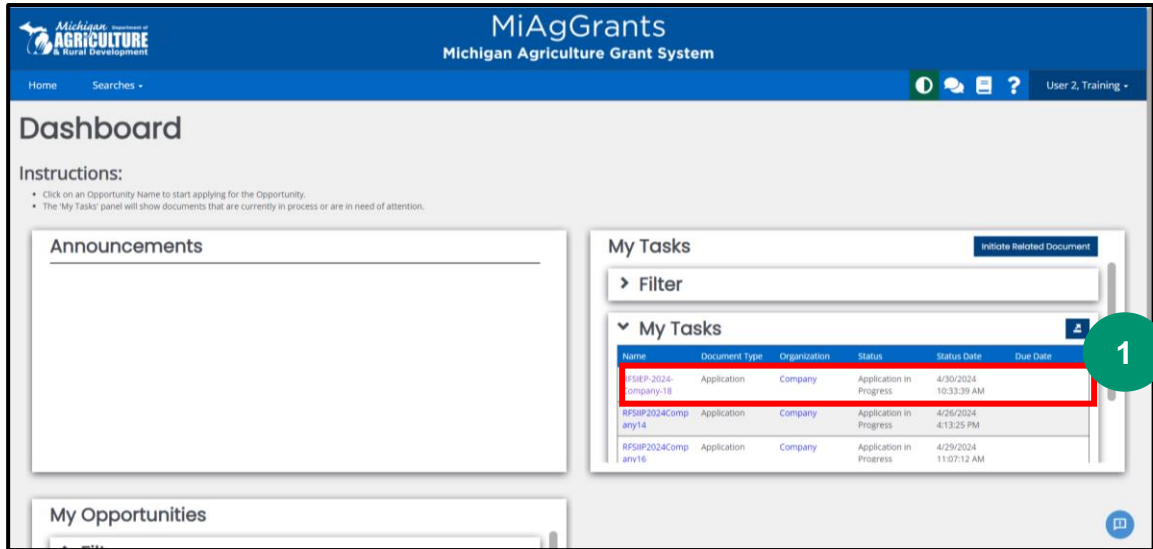 Michigan Department of
AGRICULTURE
& Rural Development
MiAgGrants
Michigan Agriculture Grant System
Home
Searches
?
User 2, Training
Dashboard
Instructions:
• Click on an Opportunity Name to start applying for the Opportunity.
• The 'My Tasks' panel will show documents that are currently in process or are in need of attention.
Announcements
My Tasks
Initiate Related Document
Filter
My Tasks
1
Name Document Type Organization Status Status Date Due Date
RFSIEP-2024- Application Company Application in 4/30/2024
Company-18 Progress 10:33:39 AM
RFSIIP2024Comp Application Company Application in 4/26/2024
any14 Progress 4:13:25 PM
RFSIIP2024Comp Application Company Application in 4/29/2024
any16 Progress 11:07:12 AM
My Opportunities